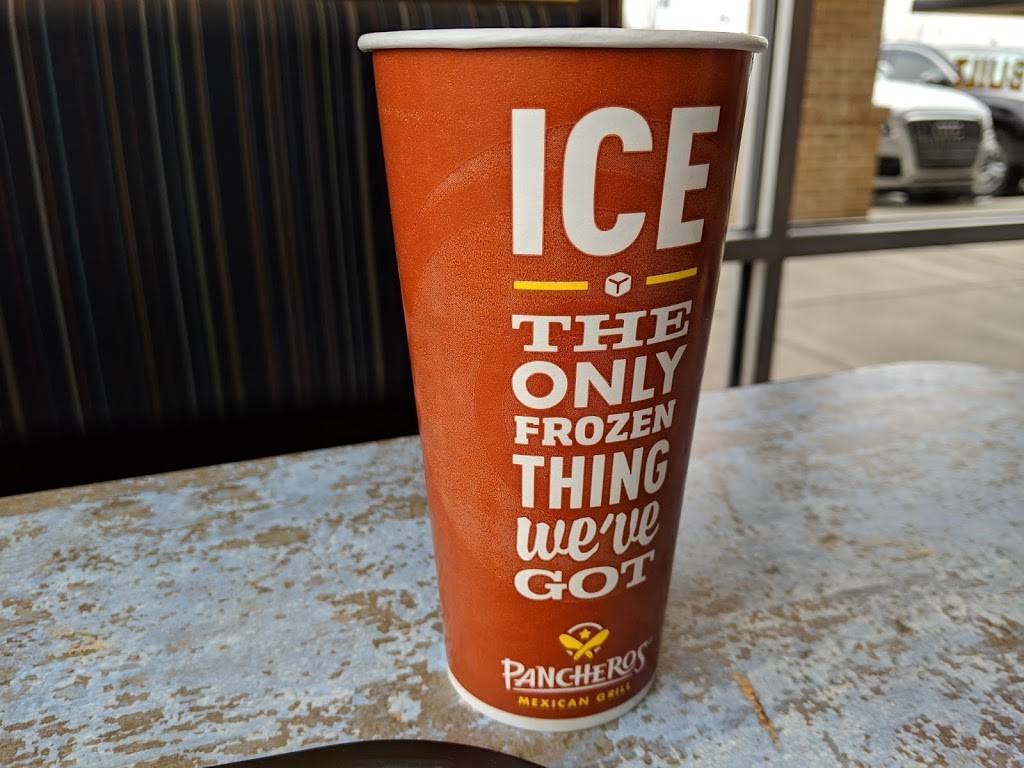 ICE
THE
ONLY
FROZEN
THING
we've
GOT
PANCHEROS
MEXICAN GRILL